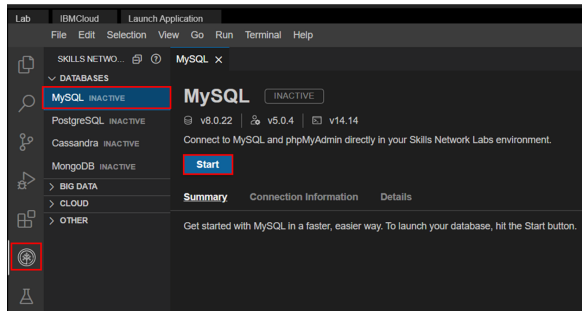 Lab IBMCloud Launch Application
File Edit Selection View Go Run Terminal Help
SKILLS NETWO... MySQL ×
DATABASES
MySQL INACTIVE
PostgreSQL INACTIVE
Cassandra INACTIVE
MongoDB INACTIVE
BIG DATA
CLOUD
OTHER
MySQL INACTIVE
v8.0.22 v5.0.4 v14.14
Connect to MySQL and phpMyAdmin directly in your Skills Network Labs environment.
Start
Summary Connection Information Details
Get started with MySQL in a faster, easier way. To launch your database, hit the Start button.